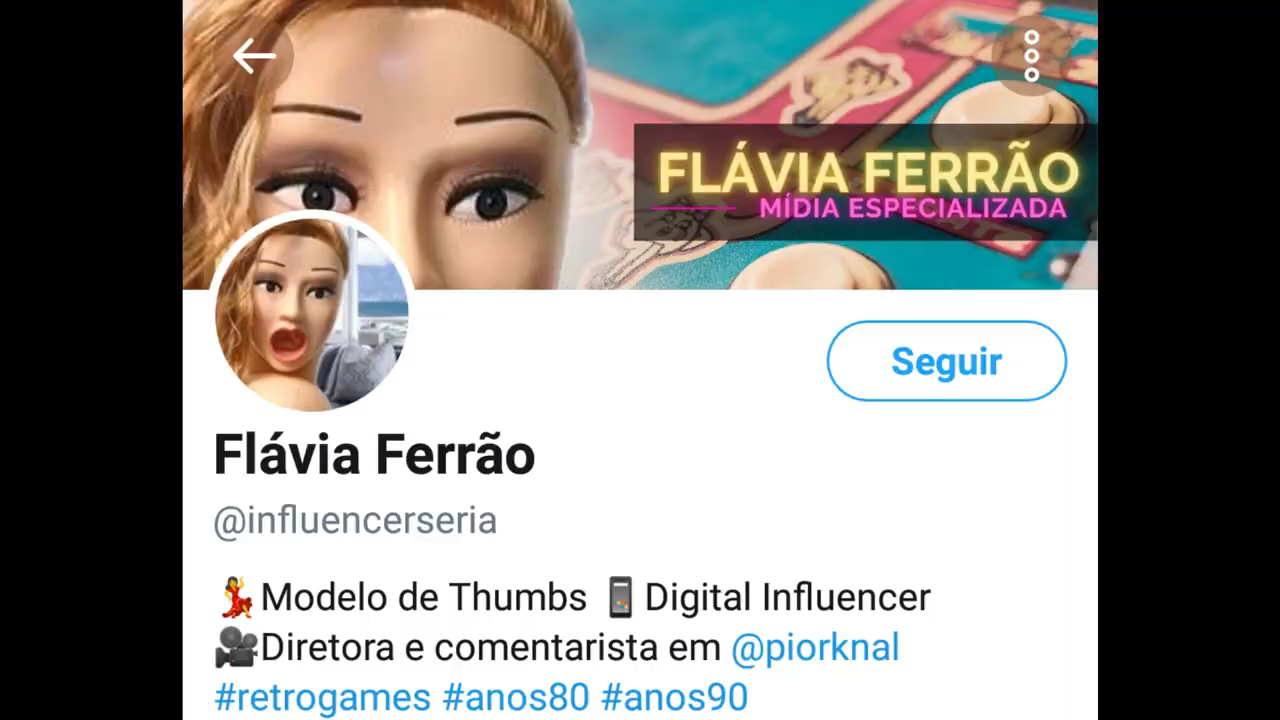 FLÁVIA FERRÃO
MÍDIA ESPECIALIZADA
Seguir
Flávia Ferrão
@influencerseria
💃Modelo de Thumbs 📱Digital Influencer
🎥Diretora e comentarista em @piorknal
#retrogames #anos80 #anos90